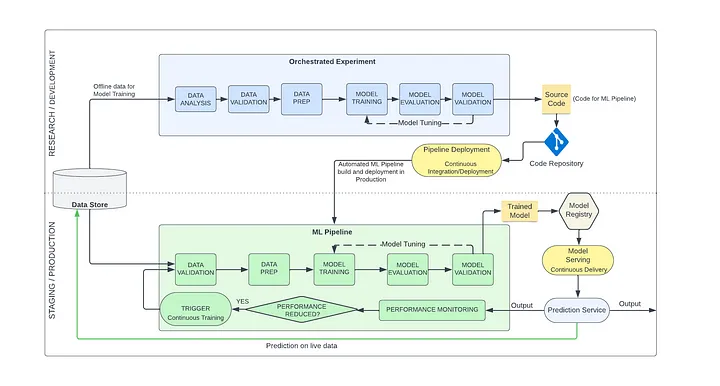 RESEARCH / DEVELOPMENT
Orchestrated Experiment
Offline data for
Model Training
DATA
ANALYSIS
DATA
VALIDATION
DATA
PREP
MODEL
TRAINING
MODEL
EVALUATION
MODEL
VALIDATION
Model Tuning
Source
Code
(Code for ML Pipeline)
Code Repository
Pipeline Deployment
Continuous
Integration/Deployment
Automated ML Pipeline
build and deployment in
Production
Data Store
STAGING / PRODUCTION
Trained
Model
Model
Registry
ML Pipeline
Model Tuning
DATA
VALIDATION
DATA
PREP
MODEL
TRAINING
MODEL
EVALUATION
MODEL
VALIDATION
Model
Serving
Continuous Delivery
TRIGGER
Continuous Training
YES
PERFORMANCE
REDUCED?
PERFORMANCE MONITORING
Output
Prediction Service
Output
Prediction on live data